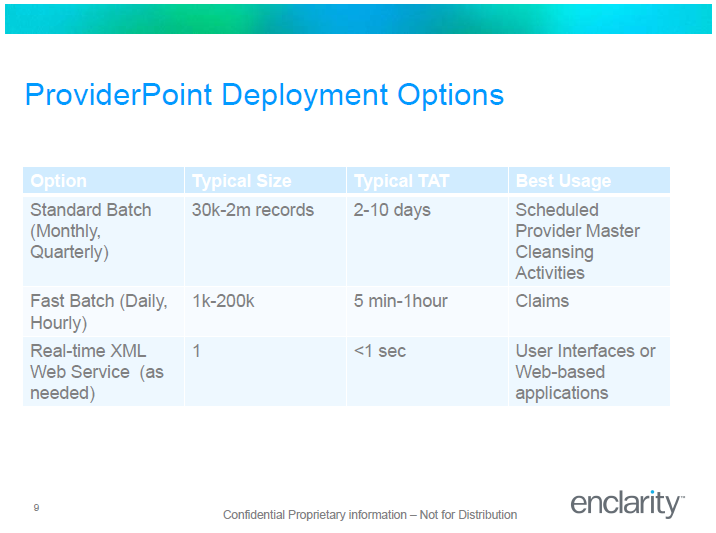 ProviderPoint Deployment Options
Option Typical Size Typical TAT Best Usage
Standard Batch (Monthly, Quarterly) 30k-2m records 2-10 days Scheduled Provider Master Cleansing Activities
Fast Batch (Daily, Hourly) 1k-200k 5 min-1hour Claims
Real-time XML Web Service (as needed) 1 <1 sec User Interfaces or Web-based applications
9
Confidential Proprietary information – Not for Distribution
enclarity™